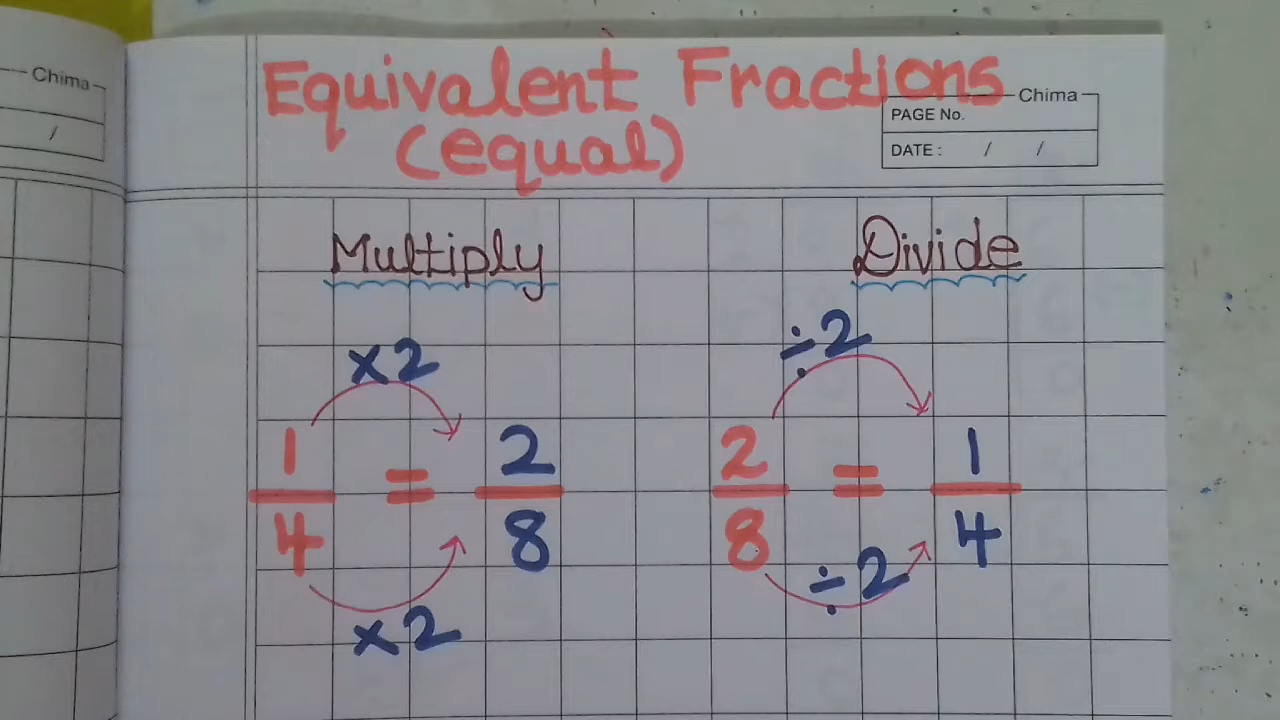 Chima
/
Equivalent Fractions
(equal)
Chima
PAGE No.
DATE : / /
Multiply
Divide
×2
÷2
1/4 = 2/8
2/8 = 1/4
×2
÷2